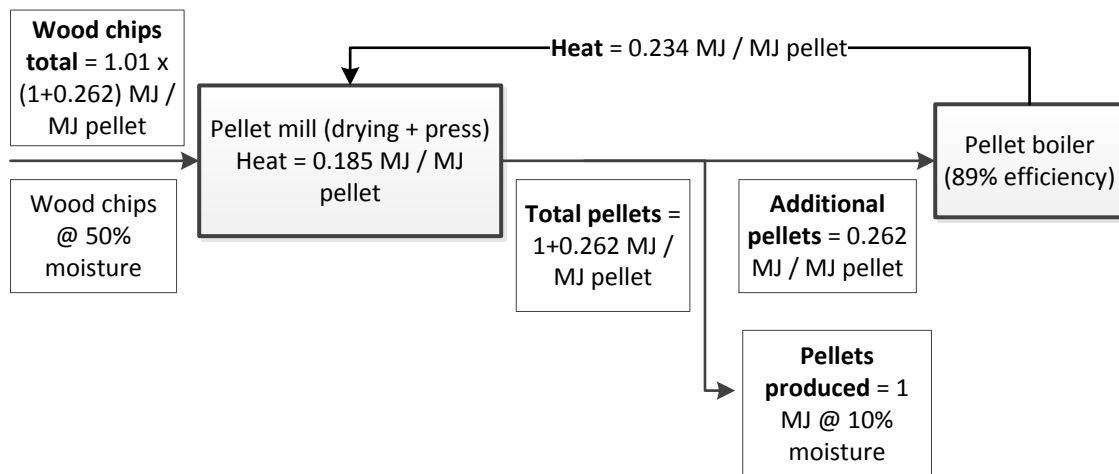 Wood chips
total = 1.01 x
(1+0.262) MJ /
MJ pellet
Heat = 0.234 MJ / MJ pellet
Pellet mill (drying + press)
Heat = 0.185 MJ / MJ
pellet
Pellet boiler
(89% efficiency)
Wood chips
@ 50%
moisture
Total pellets =
1+0.262 MJ /
MJ pellet
Additional
pellets = 0.262
MJ / MJ pellet
Pellets
produced = 1
MJ @ 10%
moisture